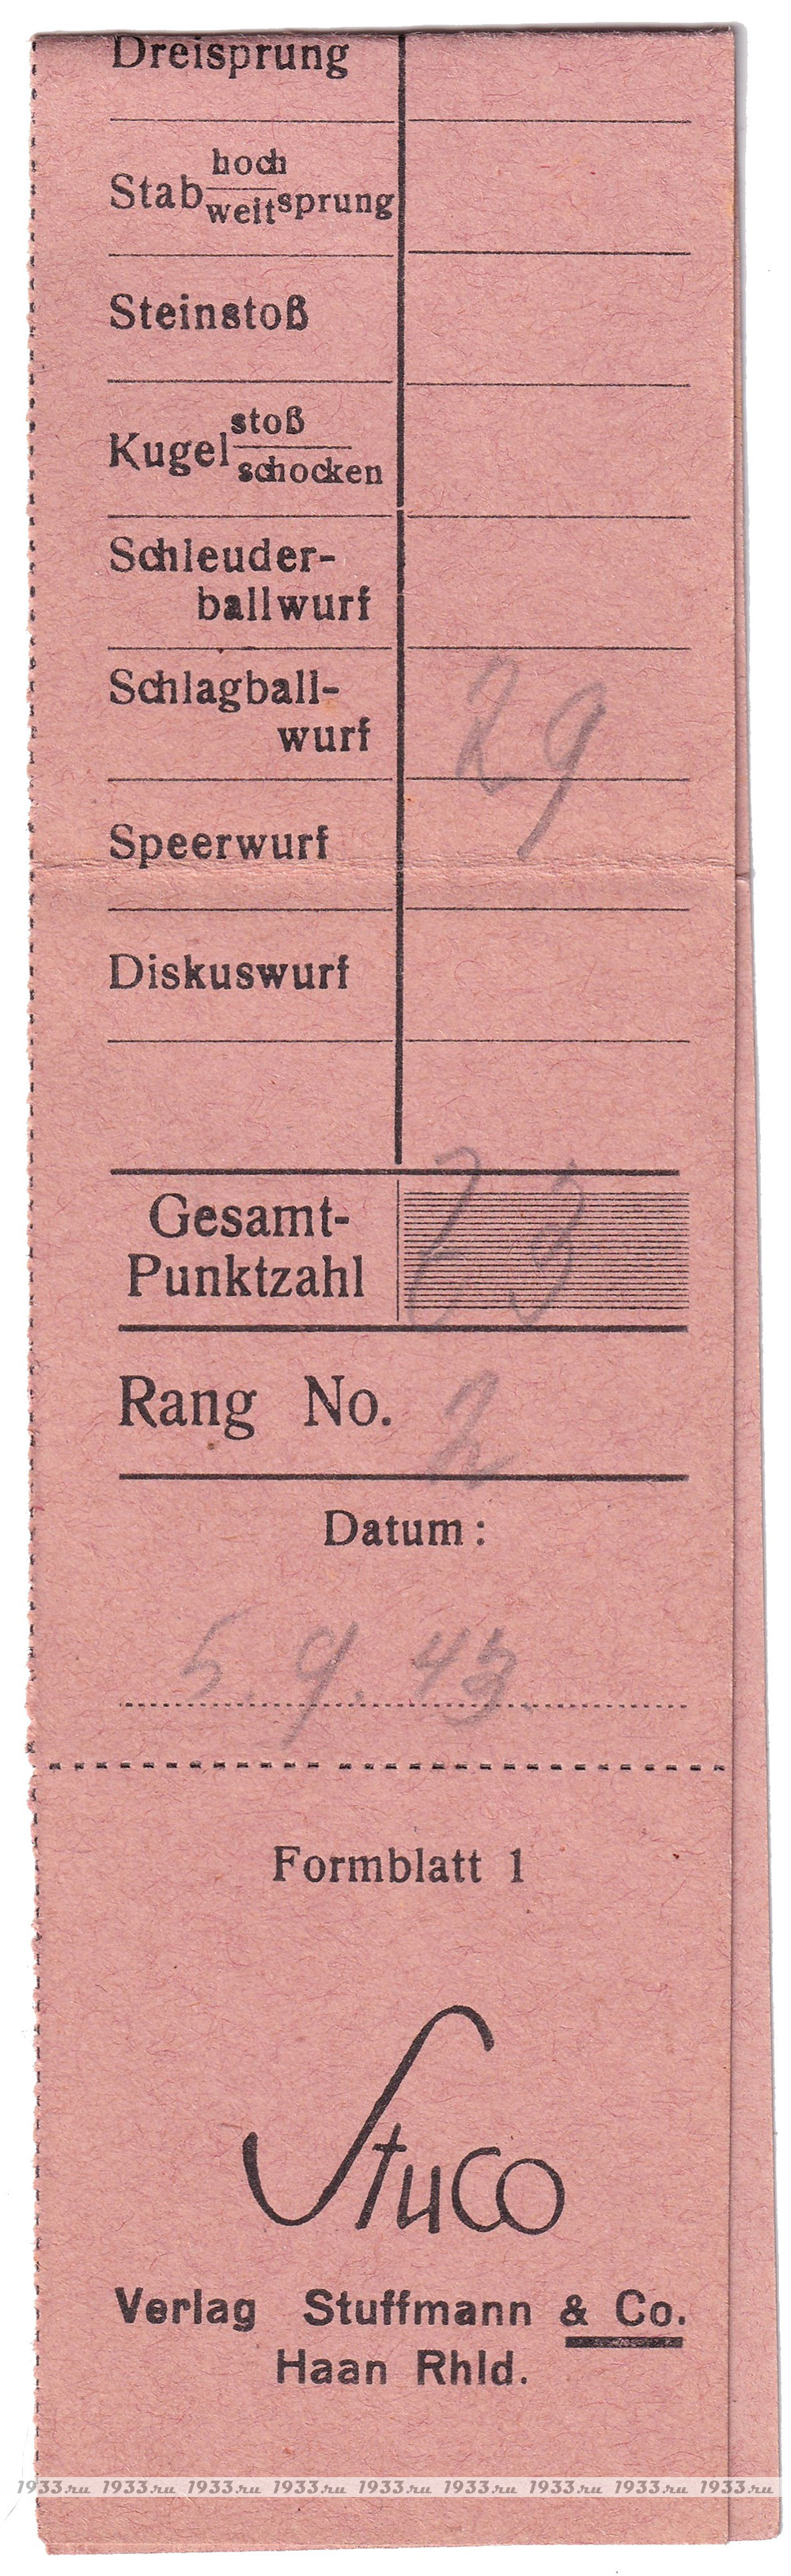 Dreisprung
hoch
Stab sprung
weit
Steinstoß
stoß
Kugel
schocken
Schleuder-
ballwurf
Schlagball-
wurf 29
Speerwurf
Diskuswurf
Gesamt-
Punktzahl 73
Rang No. 2
Datum:
5. 9. 43.
Formblatt 1
Stuco
Verlag Stuffmann & Co.
Haan Rhld.
1933.ru 1933.ru 1933.ru 1933.ru 1933.ru 1933.ru 1933.ru 1933.ru 1933.ru